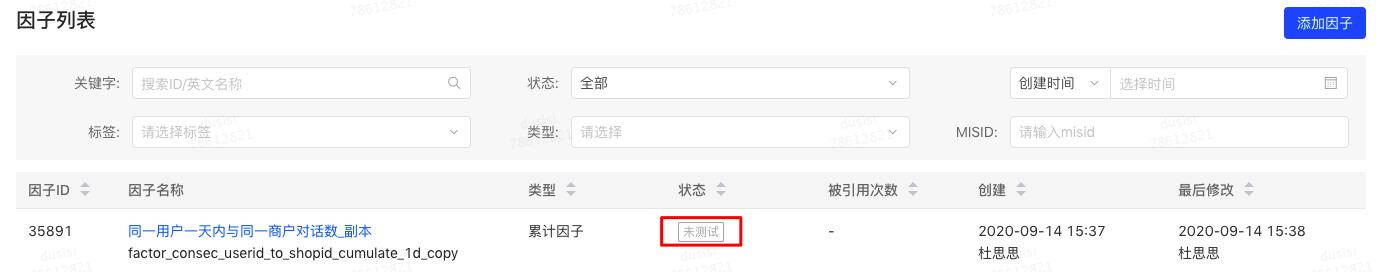 因子列表
添加因子
关键字: 搜索ID/英文名称 状态: 全部 创建时间 选择时间
标签: 请选择标签 类型: 请选择 MISID: 请输入misid
因子ID 因子名称 类型 状态 被引用次数 创建 最后修改
35891 同一用户一天内与同一商户对话数_副本 累计因子 未测试 - 2020-09-14 15:37 2020-09-14 15:38
factor_consec_userid_to_shopid_cumulate_1d_copy 杜思思 杜思思
dusisi
78612821